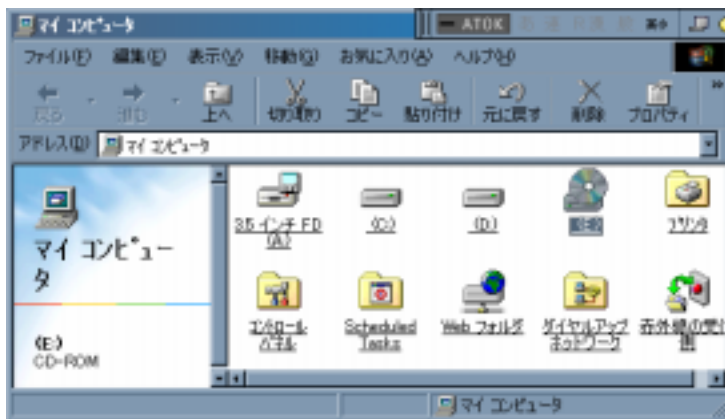 マイ コンピュータ
ATOK
ファイル(F) 編集(E) 表示(V) 移動(G) お気に入り(A) ヘルプ(H)
戻る 進む 上へ 切り取り コピー 貼り付け 元に戻す 削除 プロパティ
アドレス(D) マイ コンピュータ
マイ コンピュー
タ
(E:)
CD-ROM
3.5 インチ FD
(A:)
(C:)
(D:)
プリンタ
コントロール
パネル
Scheduled
Tasks
Web フォルダ
ダイヤルアップ
ネットワーク
マイ コンピュータ